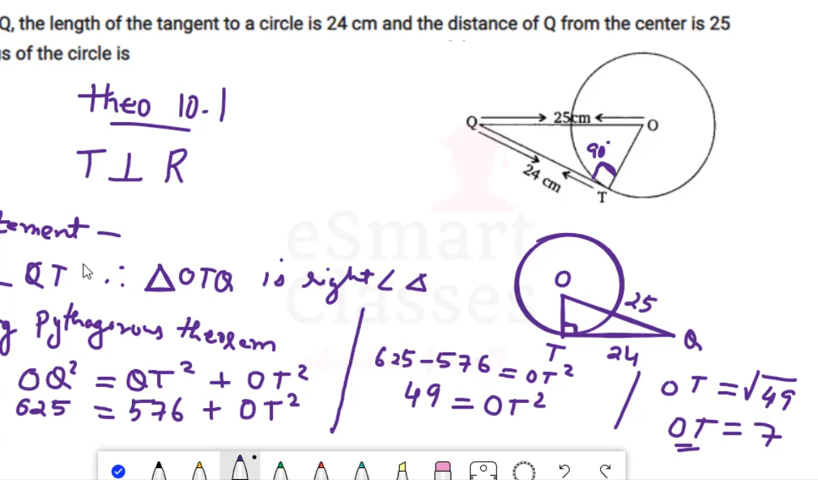 Q, the length of the tangent to a circle is 24 cm and the distance of Q from the center is 25
s of the circle is
theo 10.1
T ⊥ R
Q
25cm
O
90°
24 cm
T
tement —
QT ∴ △OTQ is right ∠ △
Pythagorous theorem
OQ² = QT² + OT²
625 = 576 + OT²
625-576 = OT²
49 = OT²
OT = √49
OT = 7
O
25
T
24
Q
eSmart
Classes